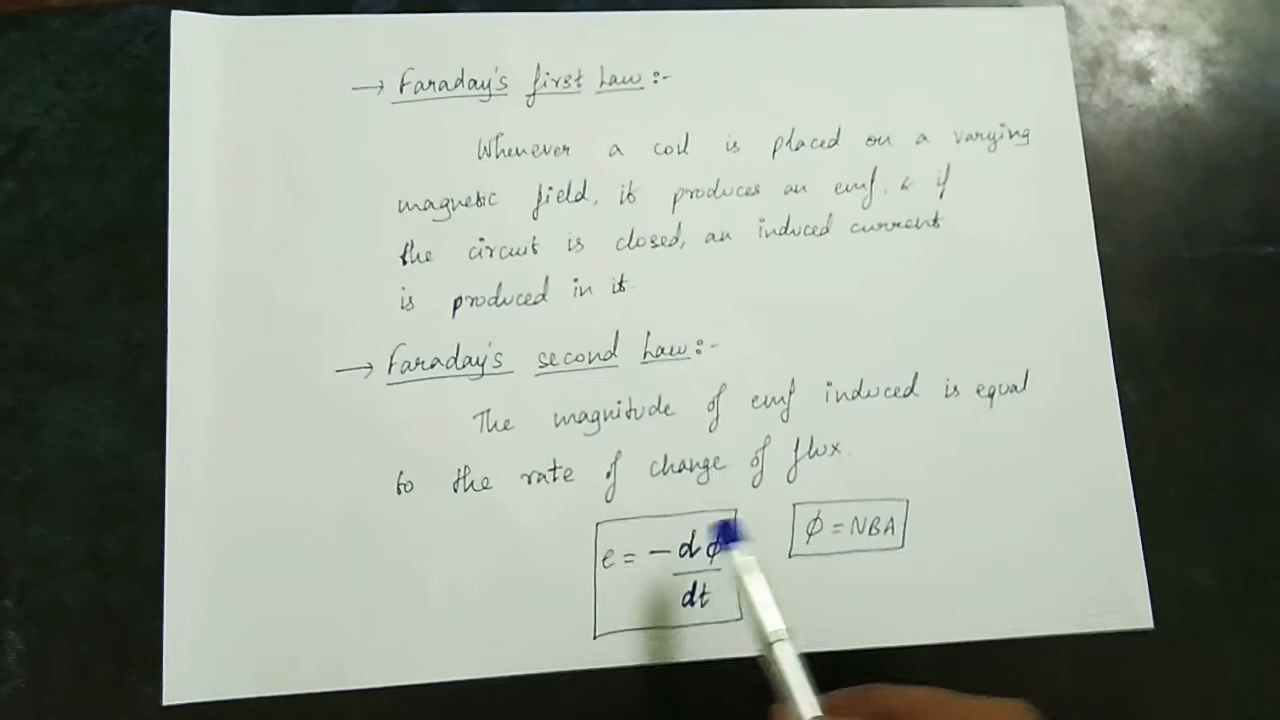 → Faraday's first Law :-
Whenever a coil is placed on a varying
magnetic field, it produces an emf. & if
the circuit is closed, an induced current
is produced in it.
→ Faraday's second Law :-
The magnitude of emf induced is equal
to the rate of change of flux.
e = -dϕ/dt
ϕ = NBA